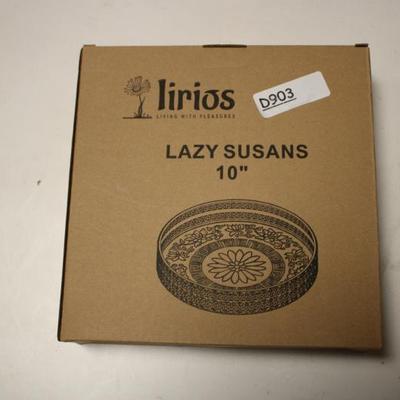 lirios
LIVING WITH PLEASURES
D903
LAZY SUSANS
10"